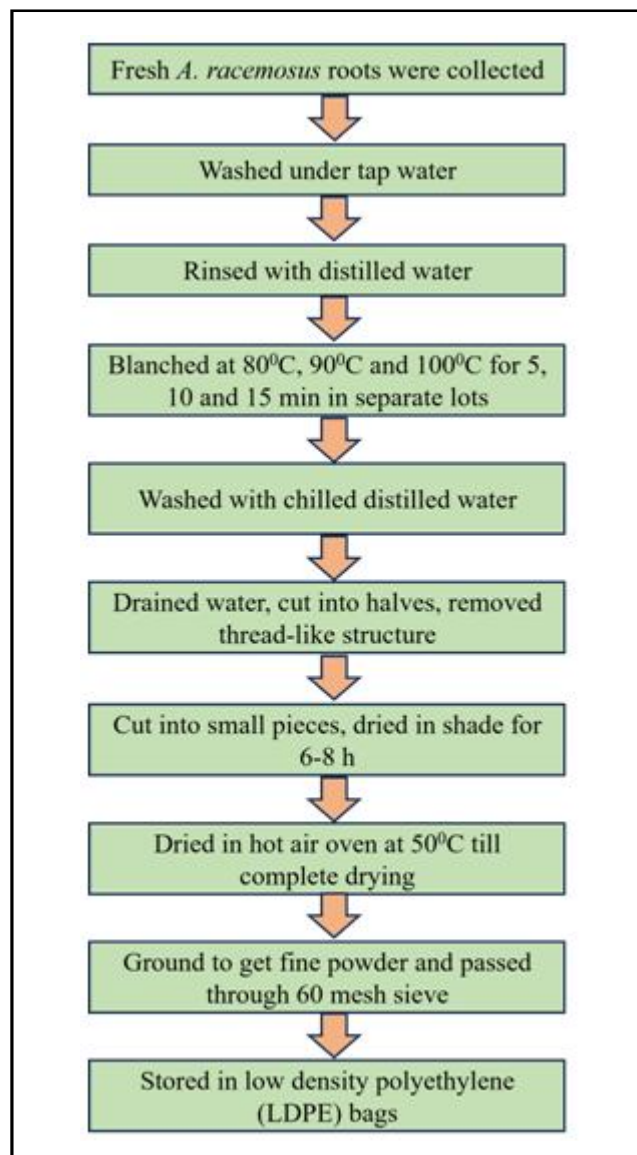 Fresh A. racemosus roots were collected
Washed under tap water
Rinsed with distilled water
Blanched at 80⁰C, 90⁰C and 100⁰C for 5,
10 and 15 min in separate lots
Washed with chilled distilled water
Drained water, cut into halves, removed
thread-like structure
Cut into small pieces, dried in shade for
6-8 h
Dried in hot air oven at 50⁰C till
complete drying
Ground to get fine powder and passed
through 60 mesh sieve
Stored in low density polyethylene
(LDPE) bags